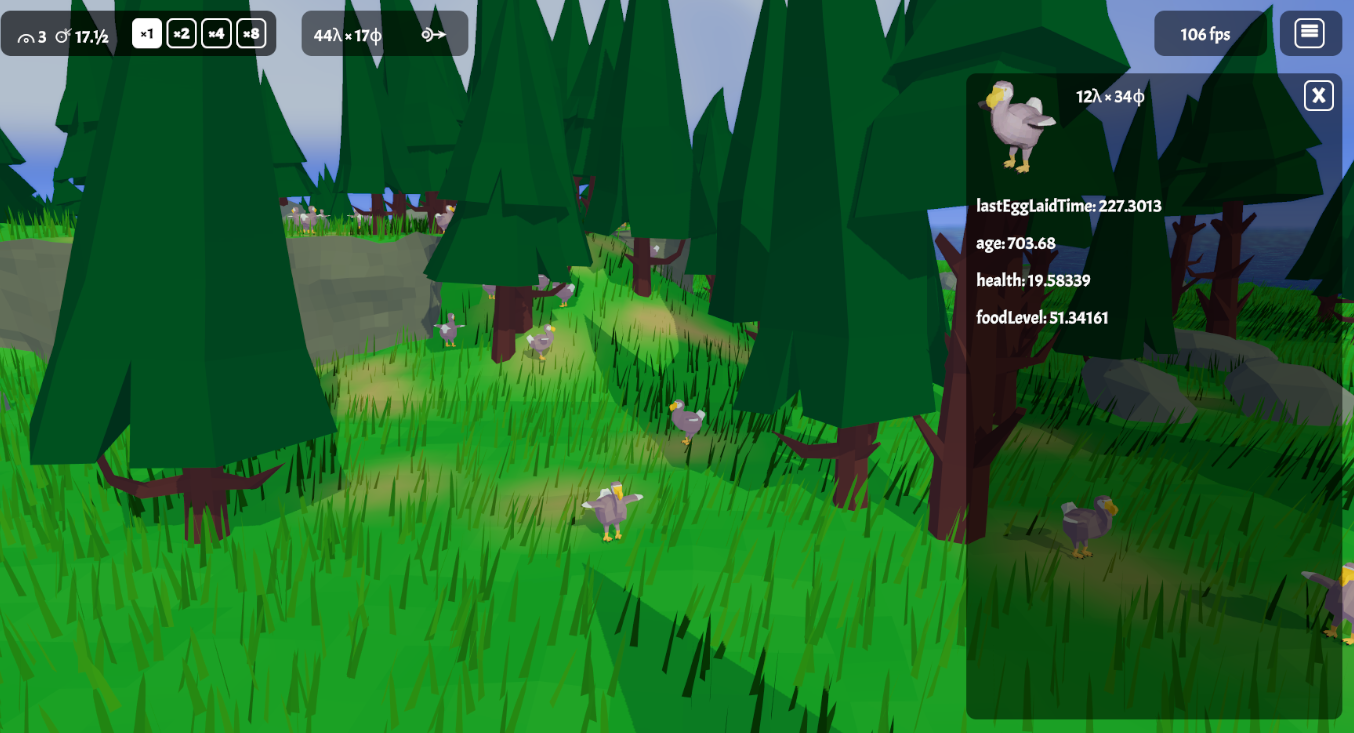 3 17.½ ×1 ×2 ×4 ×8
44λ × 17ϕ
106 fps
12λ × 34ϕ
X
lastEggLaidTime: 227.3013
age: 703.68
health: 19.58339
foodLevel: 51.34161